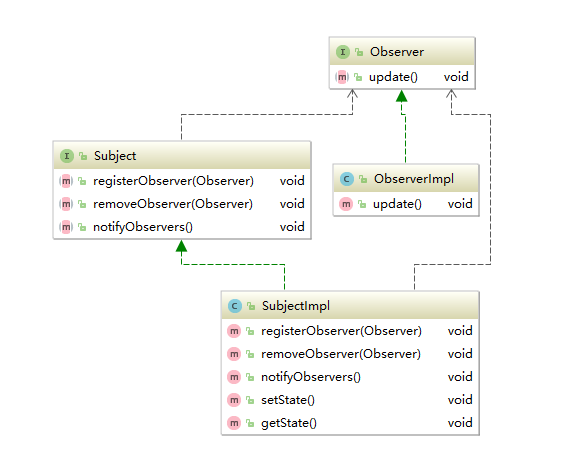 I Observer
m update() void
I Subject
m registerObserver(Observer) void
m removeObserver(Observer) void
m notifyObservers() void
C ObserverImpl
m update() void
C SubjectImpl
m registerObserver(Observer) void
m removeObserver(Observer) void
m notifyObservers() void
m setState() void
m getState() void